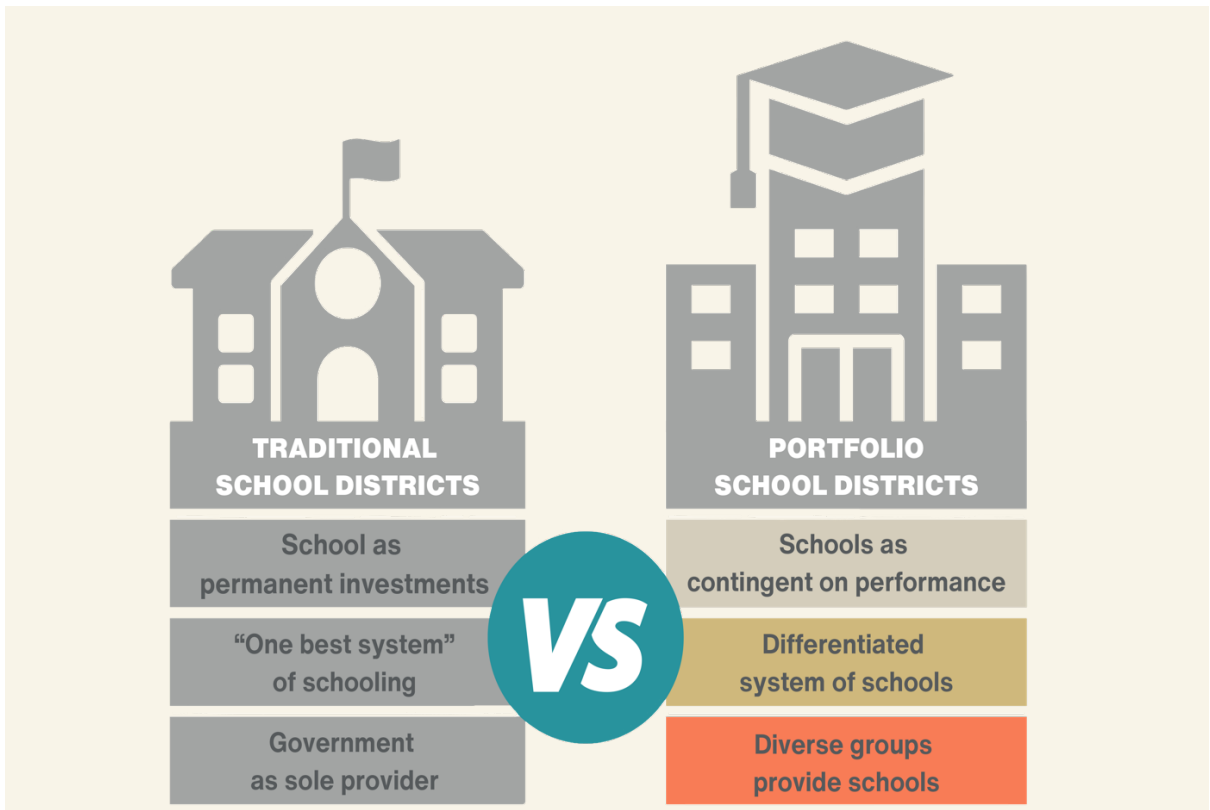 TRADITIONAL
SCHOOL DISTRICTS
School as
permanent investments
“One best system”
of schooling
Government
as sole provider
VS
PORTFOLIO
SCHOOL DISTRICTS
Schools as
contingent on performance
Differentiated
system of schools
Diverse groups
provide schools